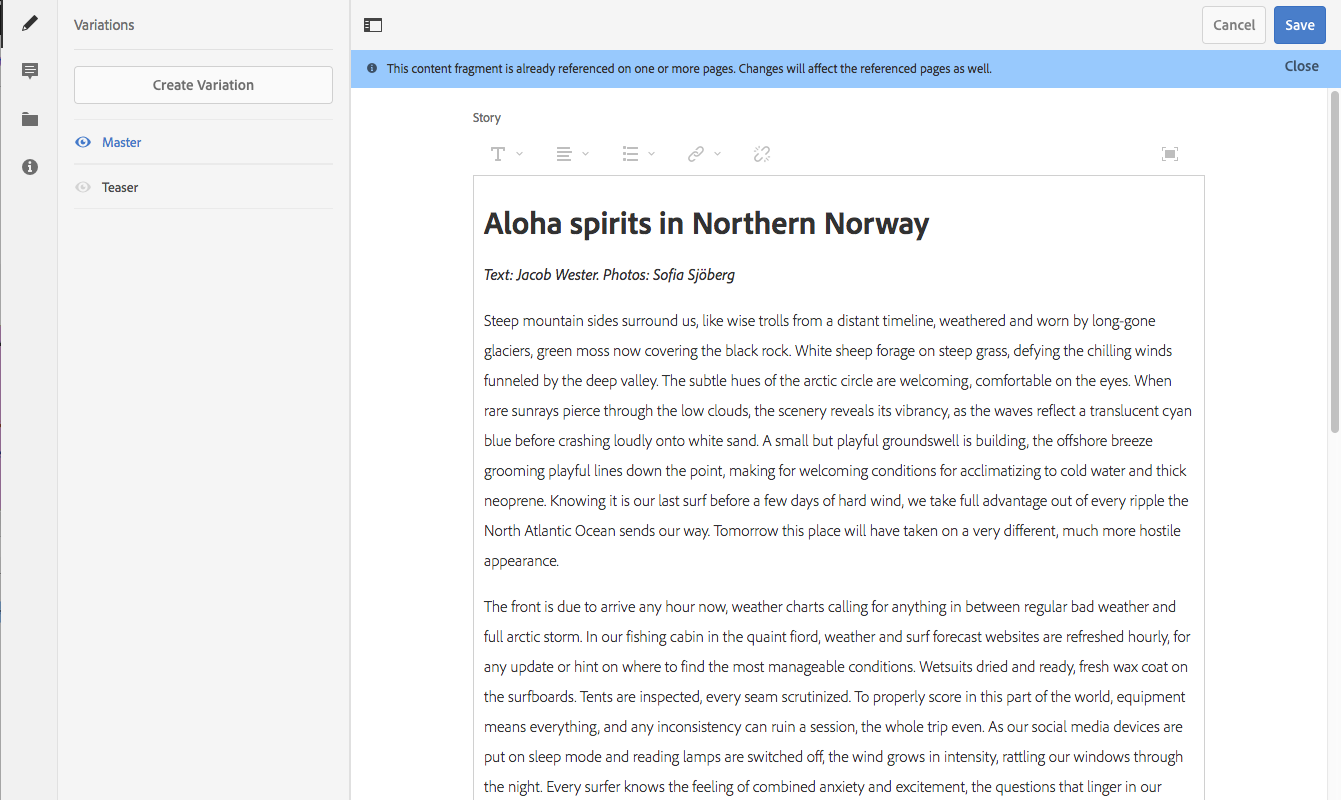 Variations
Cancel
Save
This content fragment is already referenced on one or more pages. Changes will affect the referenced pages as well.
Close
Create Variation
Master
Teaser
Story
Aloha spirits in Northern Norway
Text: Jacob Wester. Photos: Sofia Sjöberg
Steep mountain sides surround us, like wise trolls from a distant timeline, weathered and worn by long-gone
glaciers, green moss now covering the black rock. White sheep forage on steep grass, defying the chilling winds
funneled by the deep valley. The subtle hues of the arctic circle are welcoming, comfortable on the eyes. When
rare sunrays pierce through the low clouds, the scenery reveals its vibrancy, as the waves reflect a translucent cyan
blue before crashing loudly onto white sand. A small but playful groundswell is building, the offshore breeze
grooming playful lines down the point, making for welcoming conditions for acclimatizing to cold water and thick
neoprene. Knowing it is our last surf before a few days of hard wind, we take full advantage out of every ripple the
North Atlantic Ocean sends our way. Tomorrow this place will have taken on a very different, much more hostile
appearance.
The front is due to arrive any hour now, weather charts calling for anything in between regular bad weather and
full arctic storm. In our fishing cabin in the quaint fiord, weather and surf forecast websites are refreshed hourly, for
any update or hint on where to find the most manageable conditions. Wetsuits dried and ready, fresh wax coat on
the surfboards. Tents are inspected, every seam scrutinized. To properly score in this part of the world, equipment
means everything, and any inconsistency can ruin a session, the whole trip even. As our social media devices are
put on sleep mode and reading lamps are switched off, the wind grows in intensity, rattling our windows through
the night. Every surfer knows the feeling of combined anxiety and excitement, the questions that linger in our